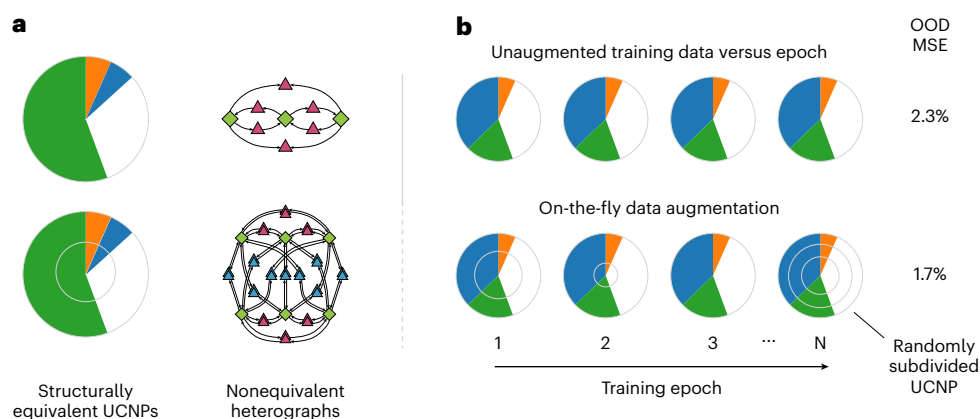 a
Structurally
equivalent UCNPs
Nonequivalent
heterographs
b
OOD
MSE
Unaugmented training data versus epoch
2.3%
On-the-fly data augmentation
1.7%
1 2 3 ... N
Training epoch
Randomly
subdivided
UCNP